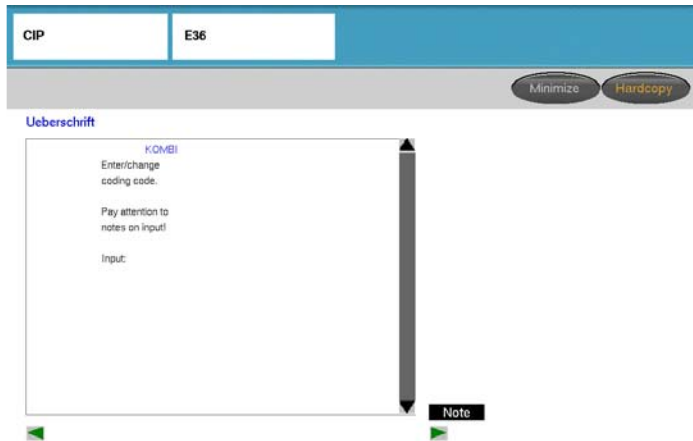 CIP
E36
Minimize
Hardcopy
Ueberschrift
KOMBI
Enter/change
coding code.
Pay attention to
notes on input!
Input:
Note